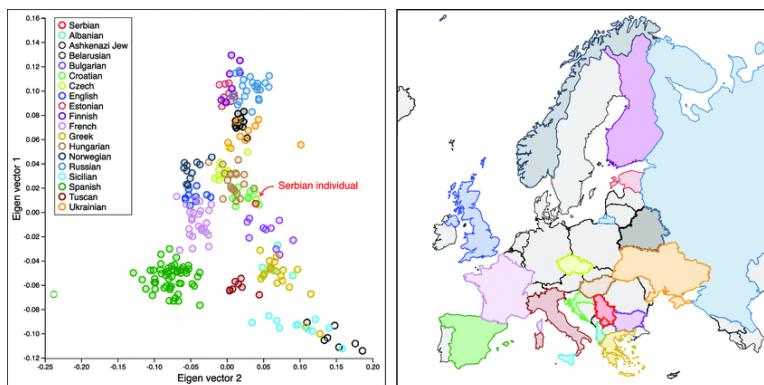 Eigen vector 1
0.16
0.14
0.12
0.10
0.08
0.06
0.04
0.02
0.00
-0.02
-0.04
-0.06
-0.08
-0.10
-0.12
-0.25
-0.20
-0.15
-0.10
-0.05
0.00
0.05
0.10
0.15
0.20
Eigen vector 2
Serbian
Albanian
Ashkenazi Jew
Belarusian
Bulgarian
Croatian
Czech
English
Estonian
Finnish
French
Greek
Hungarian
Norwegian
Russian
Sicilian
Spanish
Tuscan
Ukrainian
Serbian individual